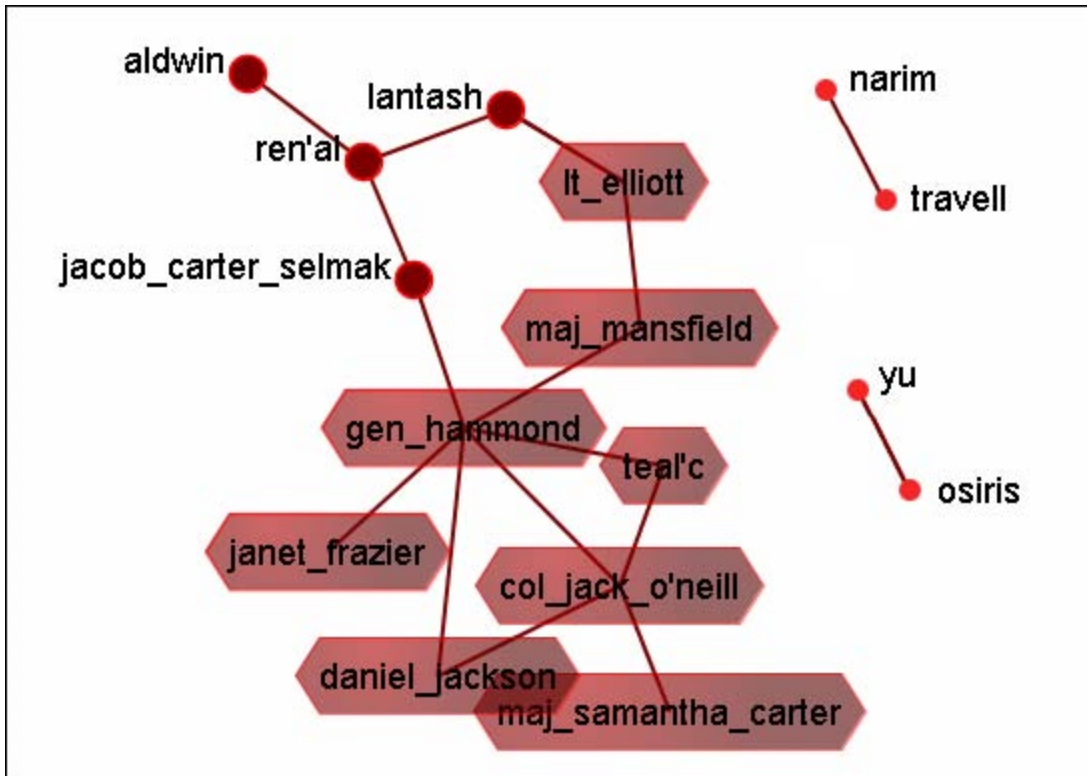 aldwin
lantash
narim
ren'al
lt_elliott
travell
jacob_carter_selmak
maj_mansfield
yu
gen_hammond
teal'c
osiris
janet_frazier
col_jack_o'neill
daniel_jackson
maj_samantha_carter